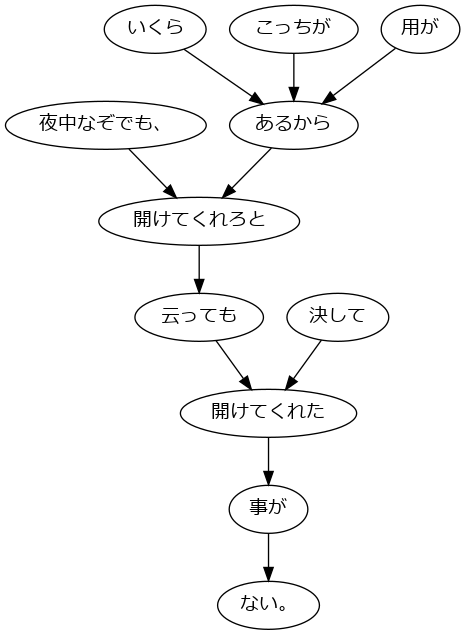 いくら
こっちが
用が
夜中なぞでも、
あるから
開けてくれろと
云っても
決して
開けてくれた
事が
ない。